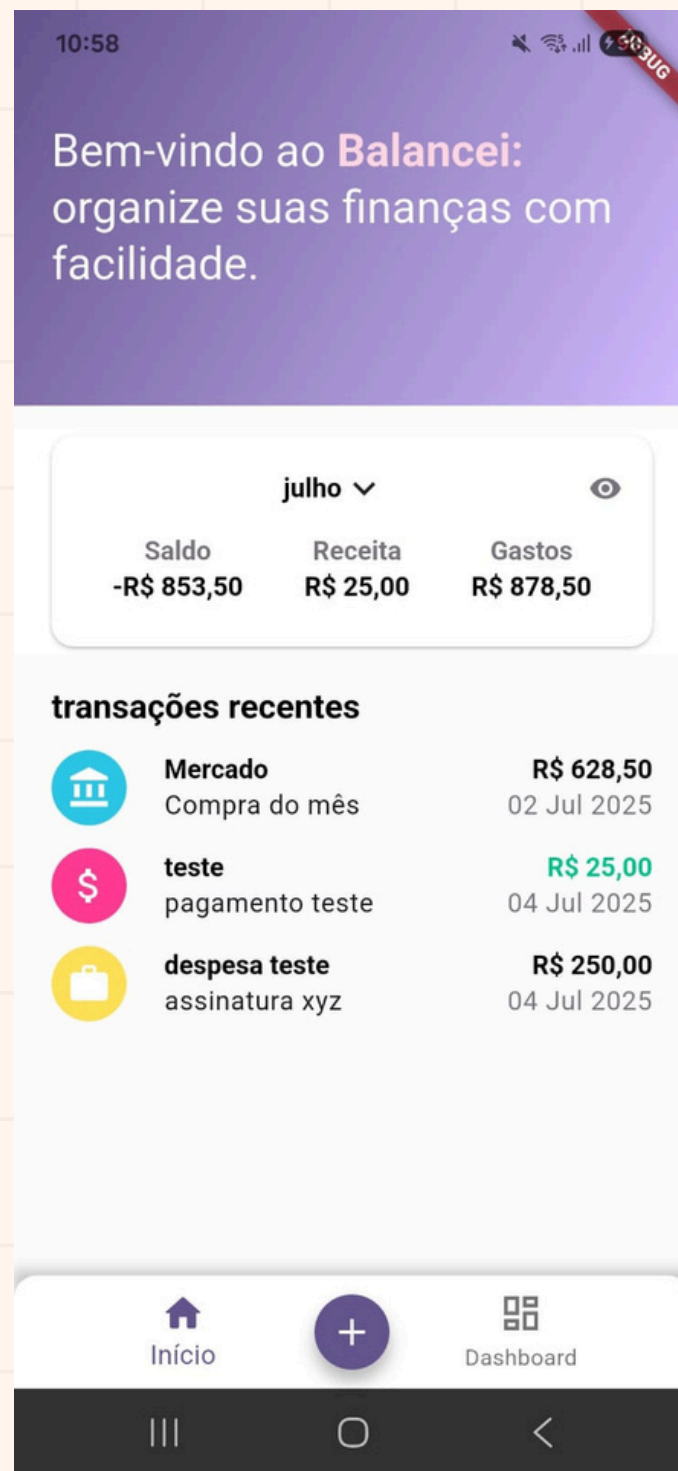 10:58
DEBUG
Bem-vindo ao Balancei:
organize suas finanças com
facilidade.
julho
Saldo Receita Gastos
-R$ 853,50 R$ 25,00 R$ 878,50
transações recentes
Mercado R$ 628,50
Compra do mês 02 Jul 2025
teste R$ 25,00
pagamento teste 04 Jul 2025
despesa teste R$ 250,00
assinatura xyz 04 Jul 2025
Início Dashboard